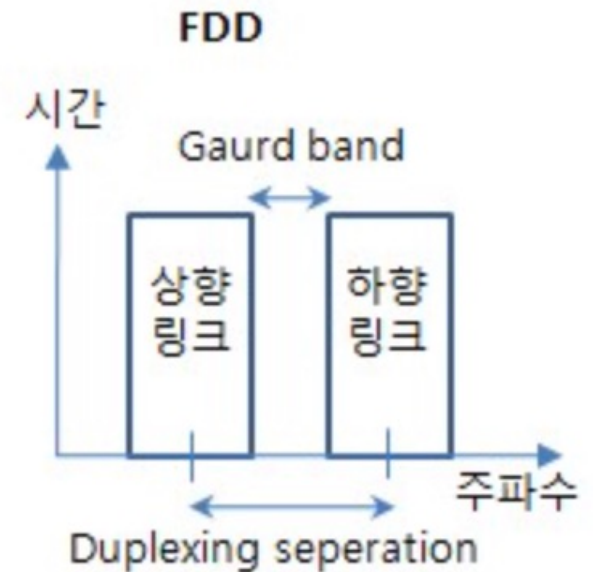 FDD
시간
Gaurd band
상향
링크
하향
링크
주파수
Duplexing seperation